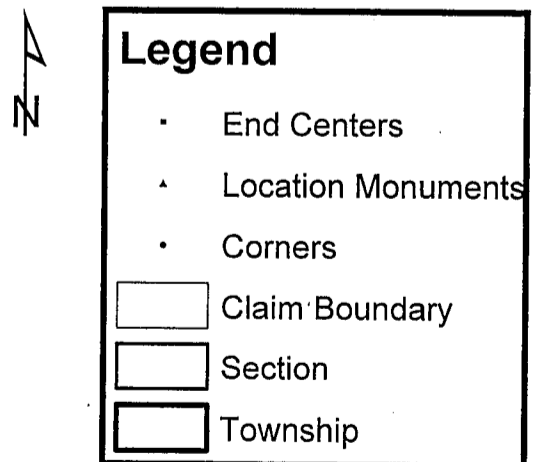 N
Legend
End Centers
Location Monuments
Corners
Claim Boundary
Section
Township